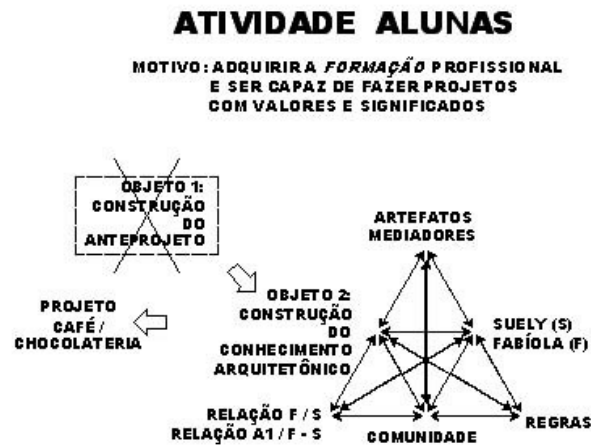 ATIVIDADE ALUNAS
MOTIVO: ADQUIRIRA FORMAÇÃO PROFISSIONAL
E SER CAPAZ DE FAZER PROJETOS
COM VALORES E SIGNIFICADOS
OBJETO 1:
CONSTRUÇÃO
DO
ANTEPROJETO
ARTEFATOS
MEDIADORES
PROJETO
CAFÉ /
CHOCOLATERIA
OBJETO 2:
CONSTRUÇÃO
DO
CONHECIMENTO
ARQUITETÔNICO
SUELY (S)
FABÍOLA (F)
RELAÇÃO F / S
RELAÇÃO A1 / F - S
COMUNIDADE
REGRAS